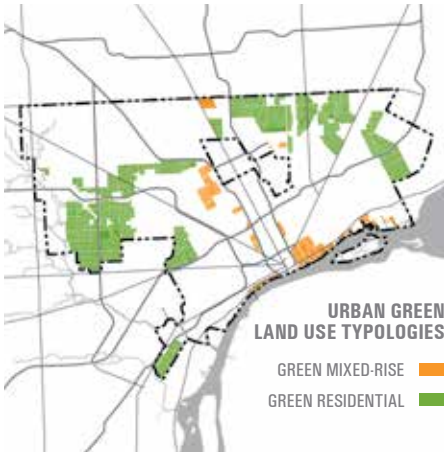 URBAN GREEN
LAND USE TYPOLOGIES
GREEN MIXED-RISE
GREEN RESIDENTIAL